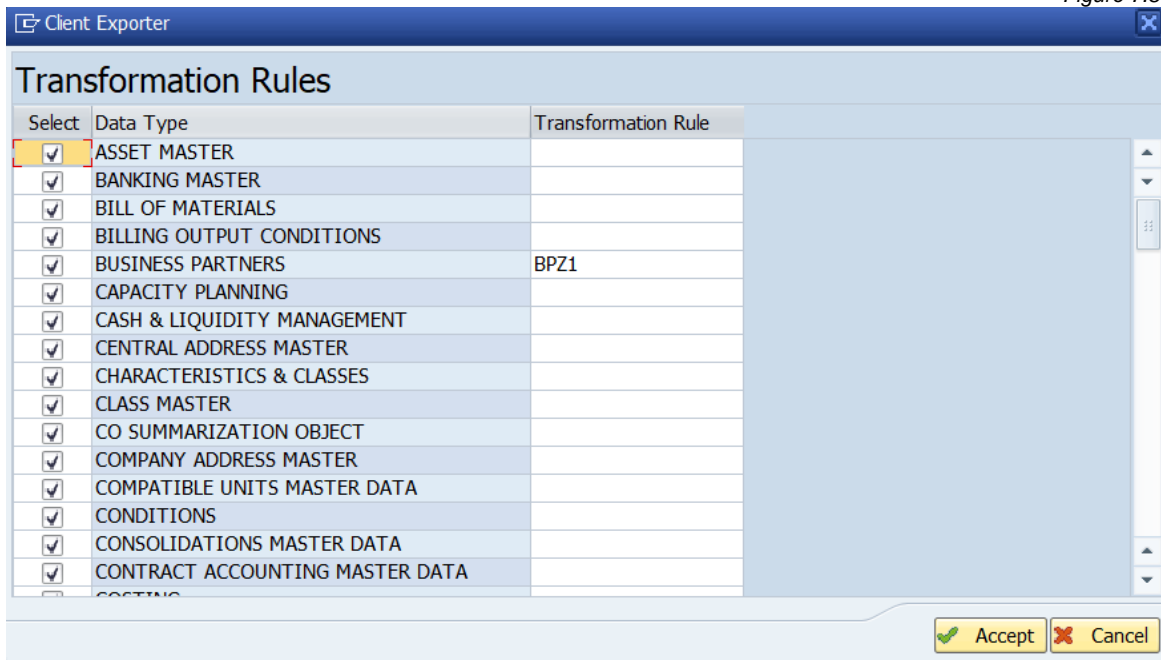 Client Exporter
Transformation Rules
Select Data Type Transformation Rule
ASSET MASTER
BANKING MASTER
BILL OF MATERIALS
BILLING OUTPUT CONDITIONS
BUSINESS PARTNERS BPZ1
CAPACITY PLANNING
CASH & LIQUIDITY MANAGEMENT
CENTRAL ADDRESS MASTER
CHARACTERISTICS & CLASSES
CLASS MASTER
CO SUMMARIZATION OBJECT
COMPANY ADDRESS MASTER
COMPATIBLE UNITS MASTER DATA
CONDITIONS
CONSOLIDATIONS MASTER DATA
CONTRACT ACCOUNTING MASTER DATA
COSTING
Accept Cancel